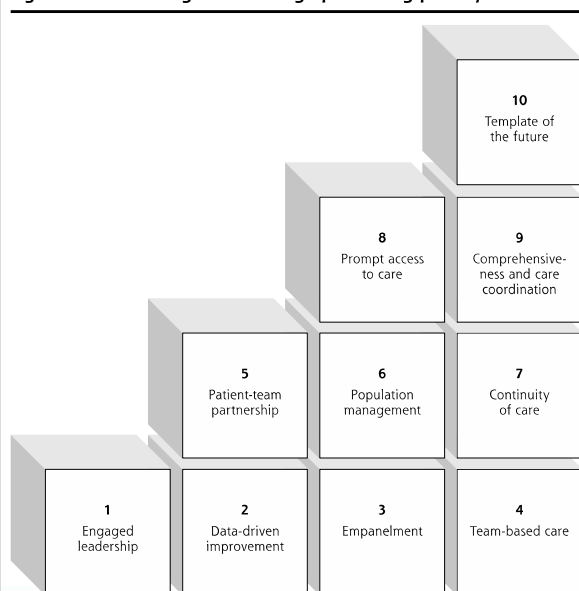 10
Template of
the future
8
Prompt access
to care
9
Comprehensive-
ness and care
coordination
5
Patient-team
partnership
6
Population
management
7
Continuity
of care
1
Engaged
leadership
2
Data-driven
improvement
3
Empanelment
4
Team-based care